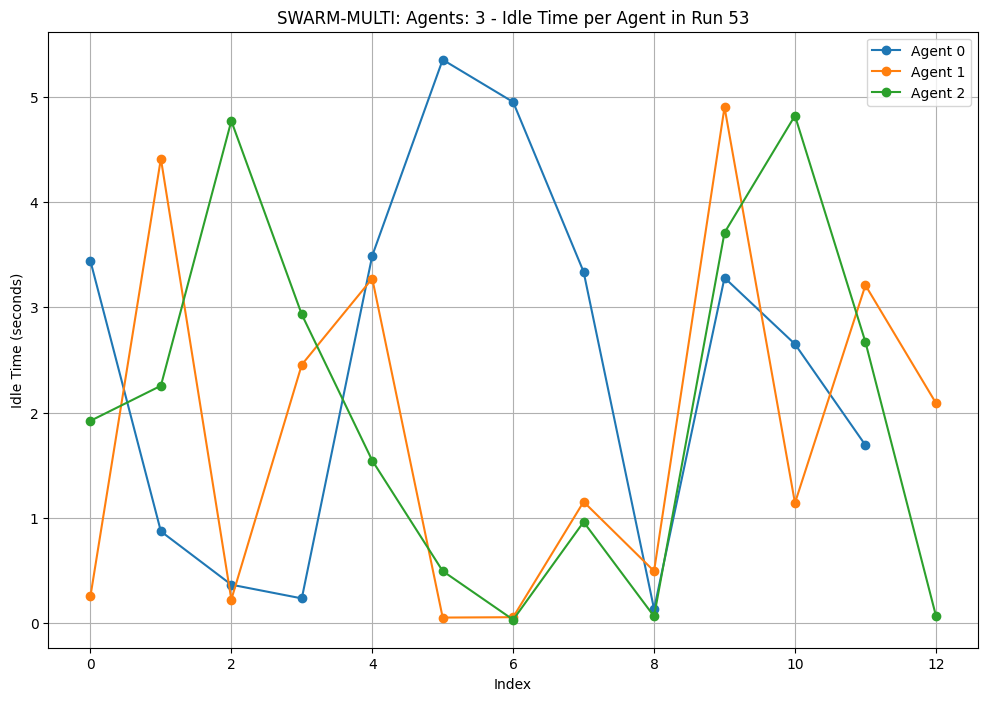 SWARM-MULTI: Agents: 3 - Idle Time per Agent in Run 53
Agent 0
Agent 1
Agent 2
Idle Time (seconds)
5
4
3
2
1
0
0 2 4 6 8 10 12
Index